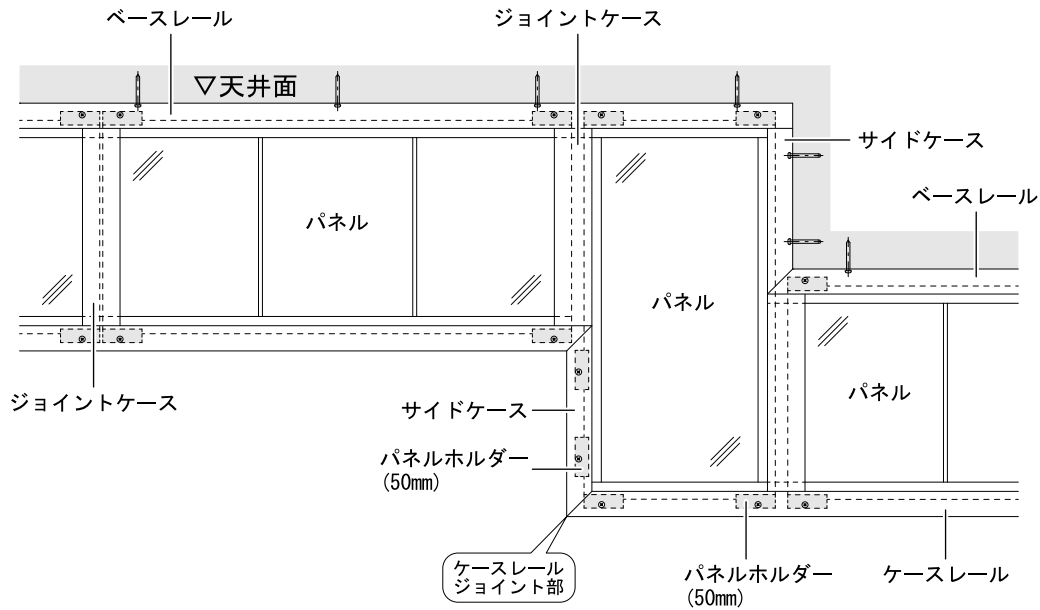 ベースレール
ジョイントケース
▽天井面
サイドケース
ベースレール
パネル
パネル
パネル
ジョイントケース
サイドケース
パネルホルダー
(50mm)
ケースレール
ジョイント部
パネルホルダー
(50mm)
ケースレール